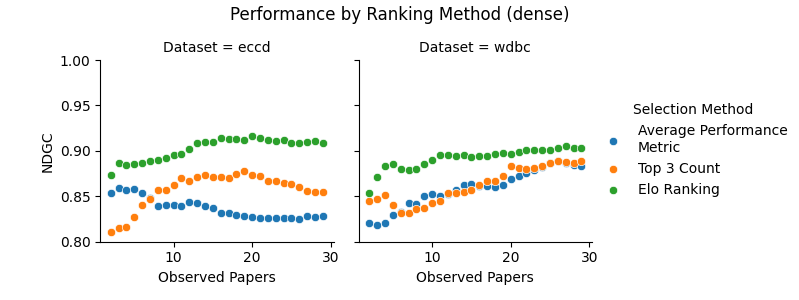 Performance by Ranking Method (dense)
Dataset = eccd
Dataset = wdbc
1.00
0.95
0.90
0.85
0.80
NDGC
10
20
30
10
20
30
Observed Papers
Observed Papers
Selection Method
Average Performance
Metric
Top 3 Count
Elo Ranking